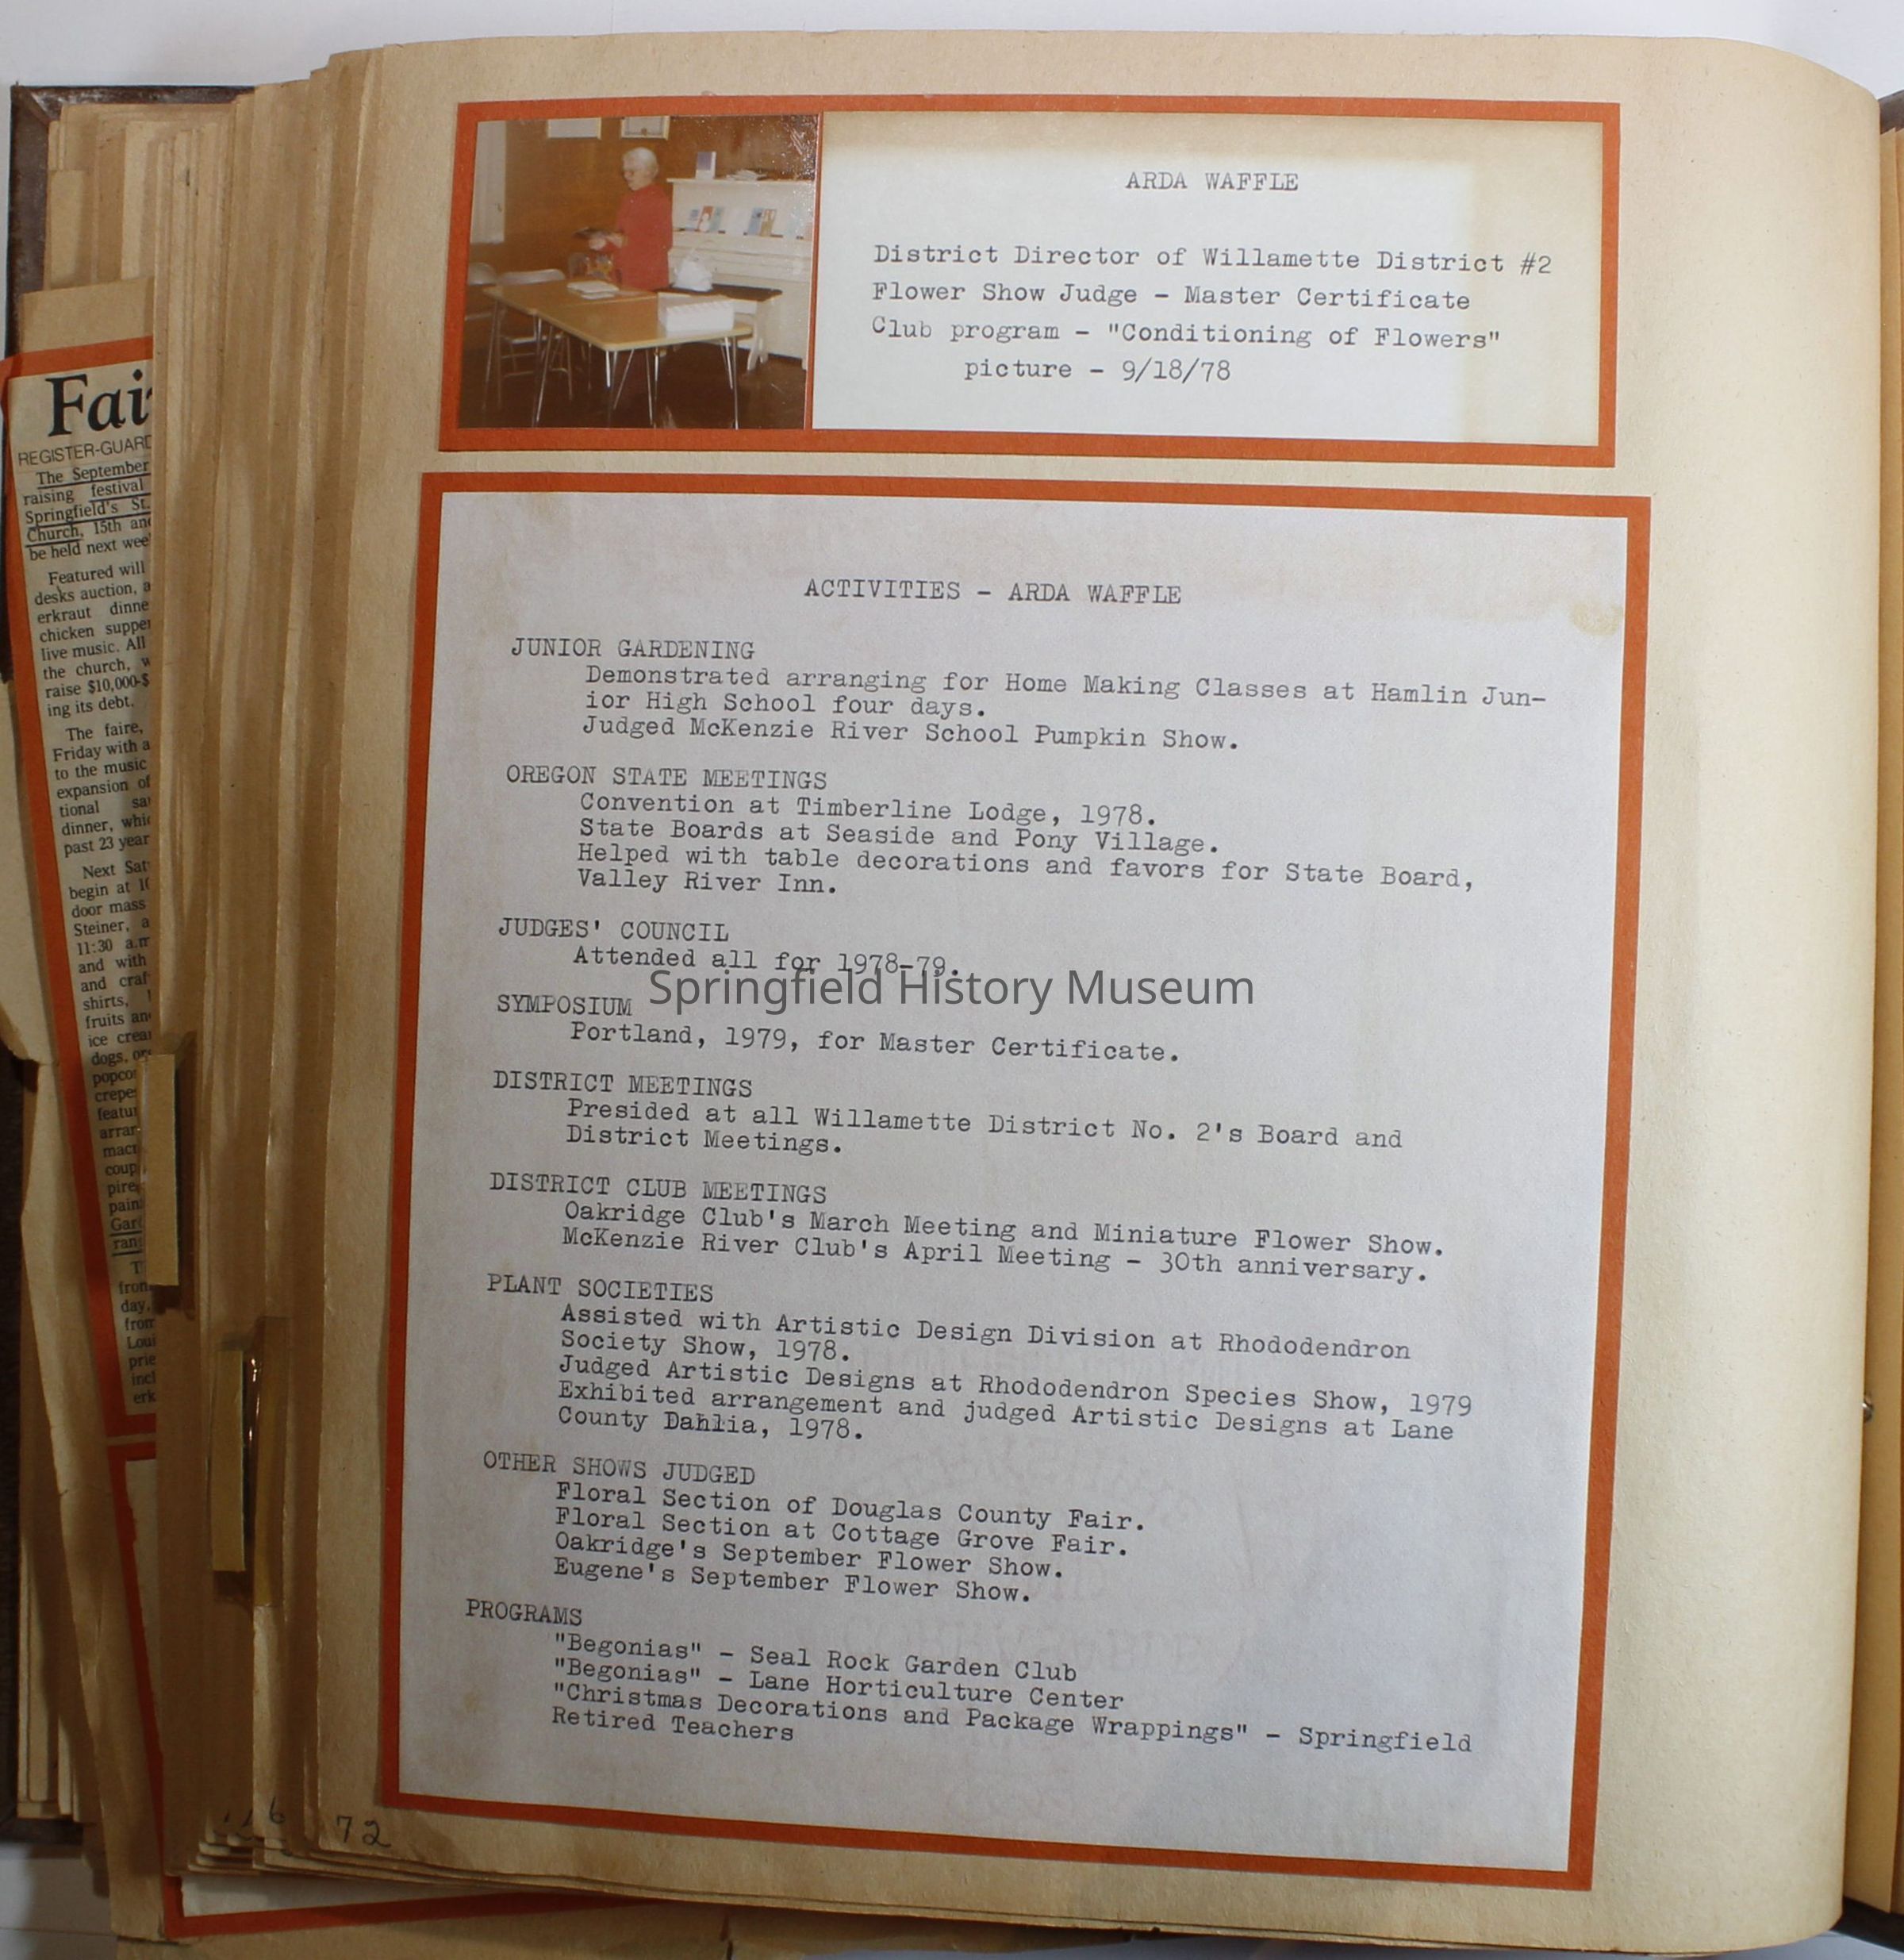 ARDA WAFFLE
District Director of Willamette District #2
Flower Show Judge - Master Certificate
Club program - "Conditioning of Flowers"
picture - 9/18/78
ACTIVITIES - ARDA WAFFLE
JUNIOR GARDENING
Demonstrated arranging for Home Making Classes at Hamlin Jun-
ior High School four days.
Judged McKenzie River School Pumpkin Show.
OREGON STATE MEETINGS
Convention at Timberline Lodge, 1978.
State Boards at Seaside and Pony Village.
Helped with table decorations and favors for State Board,
Valley River Inn.
JUDGES' COUNCIL
Attended all for 1978-79.
Springfield History Museum
SYMPOSIUM
Portland, 1979, for Master Certificate.
DISTRICT MEETINGS
Presided at all Willamette District No. 2's Board and
District Meetings.
DISTRICT CLUB MEETINGS
Oakridge Club's March Meeting and Miniature Flower Show.
McKenzie River Club's April Meeting - 30th anniversary.
PLANT SOCIETIES
Assisted with Artistic Design Division at Rhododendron
Society Show, 1978.
Judged Artistic Designs at Rhododendron Species Show, 1979
Exhibited arrangement and judged Artistic Designs at Lane
County Dahlia, 1978.
OTHER SHOWS JUDGED
Floral Section of Douglas County Fair.
Floral Section at Cottage Grove Fair.
Oakridge's September Flower Show.
Eugene's September Flower Show.
PROGRAMS
"Begonias" - Seal Rock Garden Club
"Begonias" - Lane Horticulture Center
"Christmas Decorations and Package Wrappings" - Springfield
Retired Teachers
72
REGISTER-GUARD
The September
raising festival
Springfield's St.
Church, 15th
be held next
Featured will
desks auction,
erkraut
chicken
live music. All
the church,
raise $10,000-$
ing its debt.
The faire,
Friday with a
to the music
expansion of
tional
dinner,
past 23 year
Next
begin at
door mass
Steiner, a
11:30
and with
and
shirts,
fruits
ice
dogs,